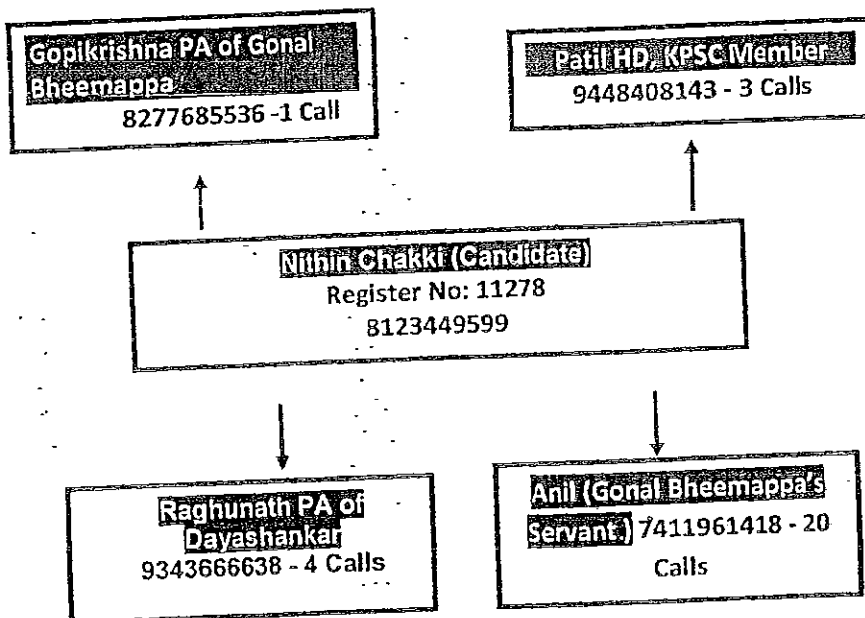 Gopikrishna PA of Gonal
Bheemappa
8277685536 -1 Call
Patil HD, KPSC Member
9448408143 - 3 Calls
Nithin Chakki (Candidate)
Register No: 11278
8123449599
Raghunath PA of
Dayashankar
9343666638 - 4 Calls
Anil (Gonal Bheemappa's
Servant.) 7411961418 - 20
Calls